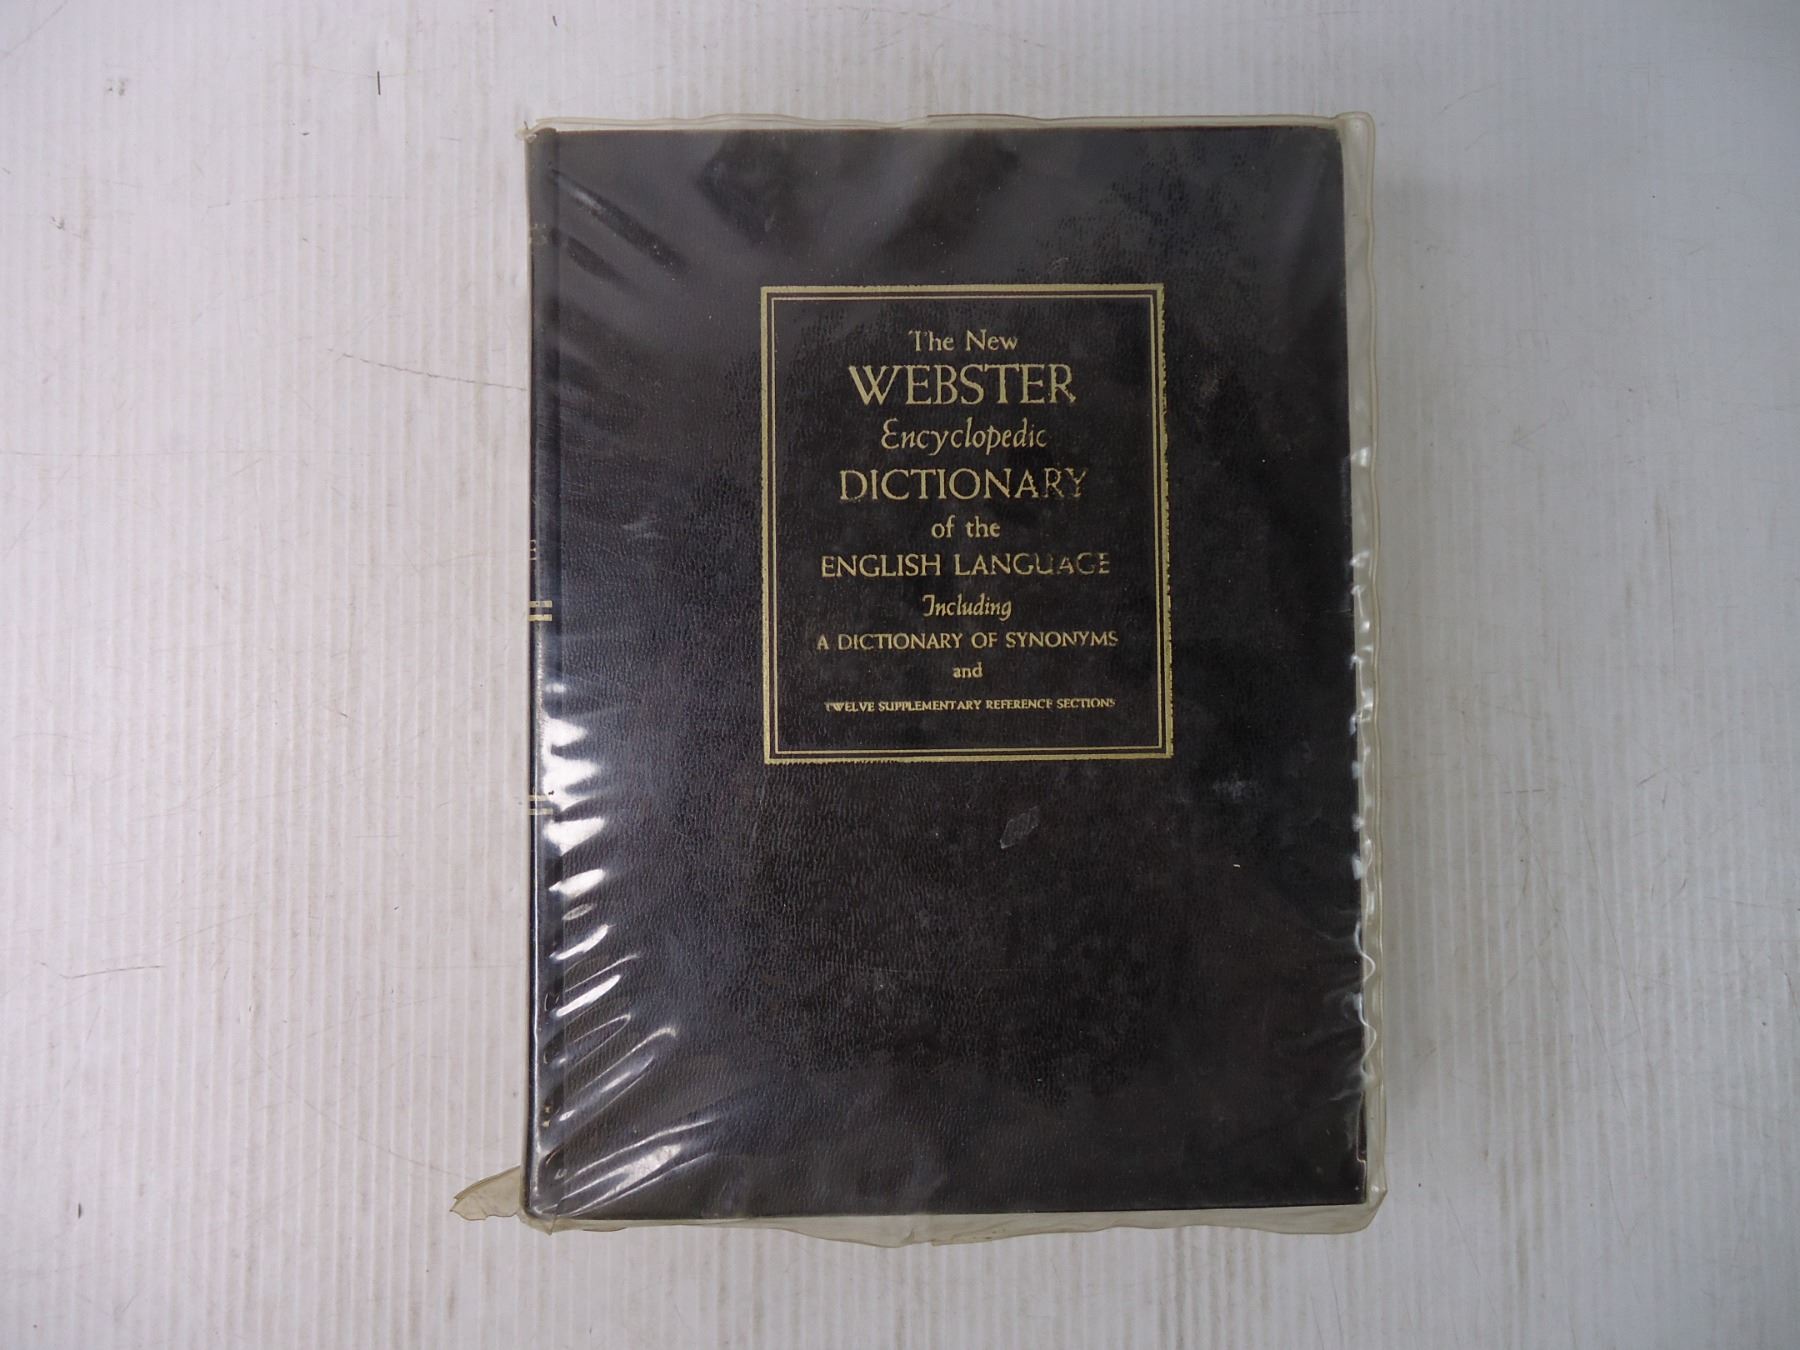 The New
WEBSTER
Encyclopedic
DICTIONARY
of the
ENGLISH LANGUAGE
Including
A DICTIONARY OF SYNONYMS
and
TWELVE SUPPLEMENTARY REFERENCE SECTIONS